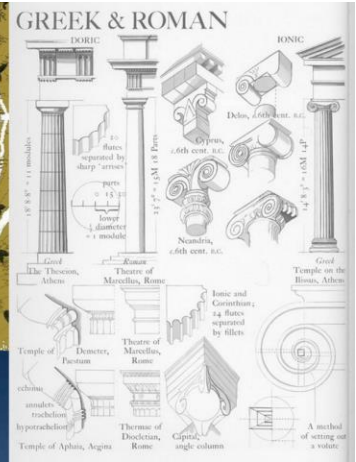 GREEK & ROMAN
DORIC
IONIC
flutes
separated by
sharp 'arrises'
parts
lower
diameter
= 1 module
Greek
The Theseion,
Athens
Roman
Theatre of
Marcellus, Rome
Cyprus,
c.6th cent. B.C.
Delos, c.6th cent. B.C.
Neandria,
c.6th cent. B.C.
Greek
Temple on the
Ilissus, Athens
Temple of Demeter,
Paestum
Theatre of
Marcellus,
Rome
Ionic and
Corinthian;
24 flutes
separated
by fillets
echinus
annulets
trachelion
hypotrachelion
Temple of Aphaia, Aegina
Thermae of
Diocletian,
Rome
Capital,
angle column
A method
of setting out
a volute